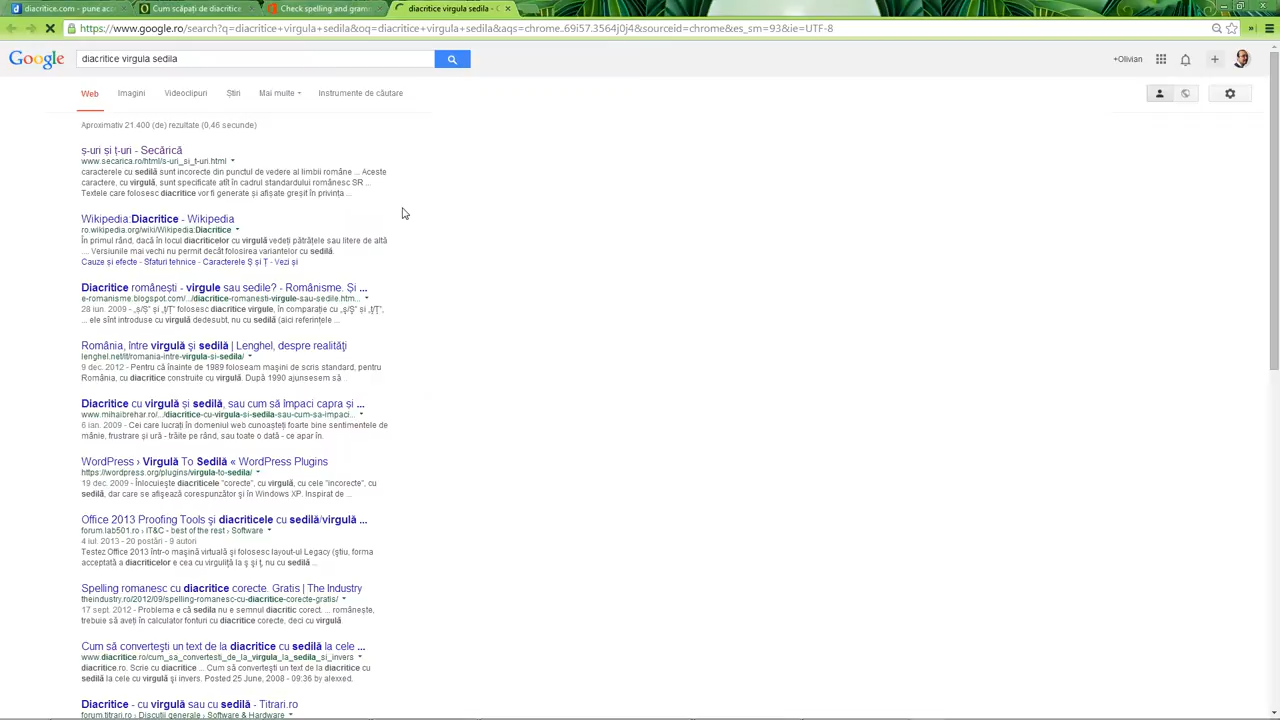 diacritice.com - pune ac
Cum scăpați de diacritice
Check spelling and gramm
diacritice virgula sedila - G
https://www.google.ro/search?q=diacritice+virgula+sedila&oq=diacritice+virgula+sedila&aqs=chrome..69i57.3564j0j4&sourceid=chrome&es_sm=93&ie=UTF-8
Google
diacritice virgula sedila
+Olivian
Web Imagini Videoclipuri Știri Mai multe Instrumente de căutare
Aproximativ 21.400 (de) rezultate (0,46 secunde)
ș-uri și ț-uri - Secărică
www.secarica.ro/html/s-uri_si_t-uri.html
caracterele cu sedilă sunt incorecte din punctul de vedere al limbii române ... Aceste
caractere, cu virgulă, sunt specificate atît în cadrul standardului românesc SR ...
Textele care folosesc diacritice vor fi generate și afișate greșit în privința ...
Wikipedia:Diacritice - Wikipedia
ro.wikipedia.org/wiki/Wikipedia:Diacritice
În primul rând, dacă în locul diacriticelor cu virgulă vedeți pătrățele sau litere de altă
.... Versiunile mai vechi nu permit decât folosirea variantelor cu sedilă.
Cauze și efecte - Sfaturi tehnice - Caracterele Ș și Ț - Vezi și
Diacritice românești - virgule sau sedile? - Românisme. Și ...
e-romanisme.blogspot.com/.../diacritice-romanesti-virgule-sau-sedile.htm...
28 iun. 2009 - „ș/Ș” și „ț/Ț” folosesc diacritice virgule, în comparație cu „ş/Ş” și „ţ/Ţ”,
... ele sînt introduse cu virgulă dedesubt, nu cu sedilă (aici referințele ...
România, între virgulă și sedilă | Lenghel, despre realităţi
lenghel.net/it/romania-intre-virgula-si-sedila/
9 dec. 2012 - Pentru că înainte de 1989 foloseam mașini de scris standard, pentru
România, cu diacritice construite cu virgulă. După 1990 ajunsesem să
Diacritice cu virgulă și sedilă, sau cum să împaci capra și ...
www.mihaibrehar.ro/.../diacritice-cu-virgula-si-sedila-sau-cum-sa-impaci...
6 ian. 2009 - Cei care lucrați în domeniul web cunoașteți foarte bine sentimentele de
mânie, frustrare și ură - trăite pe rând, sau toate o dată - ce apar în.
WordPress › Virgulă To Sedilă « WordPress Plugins
https://wordpress.org/plugins/virgula-to-sedila/
19 dec. 2009 - Înlocuiește diacriticele “corecte”, cu virgulă, cu cele “incorecte”, cu
sedilă, dar care se afișează corespunzător și în Windows XP. Inspirat de ...
Office 2013 Proofing Tools şi diacriticele cu sedilă/virgulă ...
forum.lab501.ro › IT&C - best of the rest › Software
4 iul. 2013 - 20 postări - 9 autori
Testez Office 2013 într-o maşină virtuală şi folosesc layout-ul Legacy (ştiu, forma
acceptată a diacriticelor e cea cu virguliţă la ş şi ţ, nu cu sedilă ...
Spelling romanesc cu diacritice corecte. Gratis | The Industry
theindustry.ro/2012/09/spelling-romanesc-cu-diacritice-corecte-gratis/
17 sept. 2012 - Problema e că sedila nu e semnul diacritic corect. ... românește,
trebuie să aveți în calculator fonturi cu diacritice corecte, deci cu virgulă
Cum să converteşti un text de la diacritice cu sedilă la cele ...
www.diacritice.ro/cum_sa_convertesti_de_la_virgula_la_sedila_si_invers
diacritice.ro. Scrie cu diacritice ... Cum să converteşti un text de la diacritice cu
sedilă la cele cu virgulă şi invers. Posted 25 June, 2008 - 09:36 by alexxed.
Diacritice - cu virgulă sau cu sedilă - Titrari.ro
forum.titrari.ro › Discuții generale › Software & Hardware